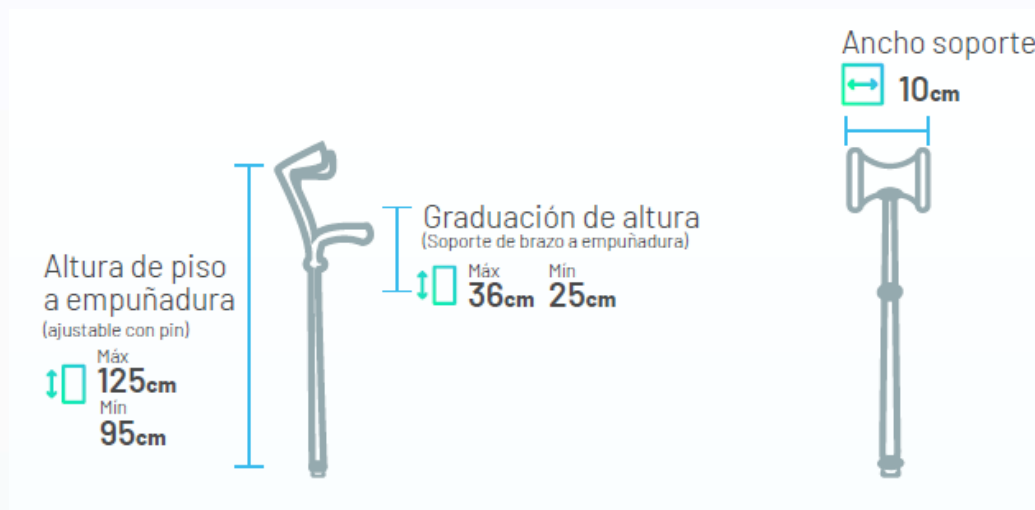 Ancho soporte
10cm
Graduación de altura
(Soporte de brazo a empuñadura)
Máx Mín
36cm 25cm
Altura de piso
a empuñadura
(ajustable con pin)
Máx
125cm
Mín
95cm